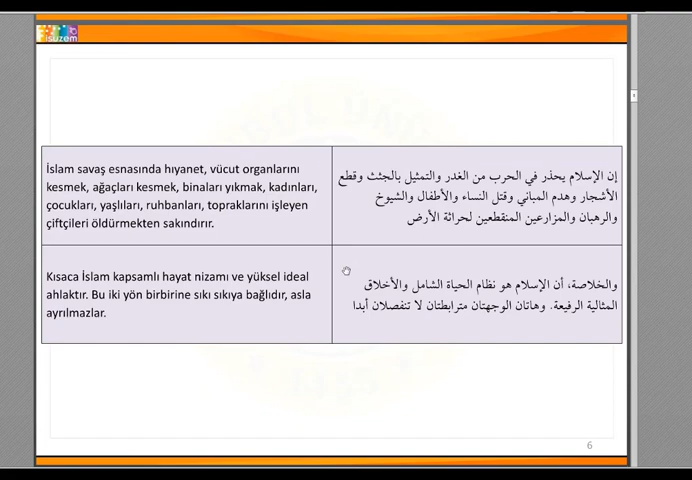 isuzem
İslam savaş esnasında hıyanet, vücut organlarını
kesmek, ağaçları kesmek, binaları yıkmak, kadınları,
çocukları, yaşlıları, ruhbanları, topraklarını işleyen
çiftçileri öldürmekten sakındırır.
إن الإسلام يحذر في الحرب من الغدر والتمثيل بالجثث وقطع
الأشجار وهدم المباني وقتل النساء والأطفال والشيوخ
والرهبان والمزارعين المنقطعين لحراثة الأرض
Kısaca İslam kapsamlı hayat nizamı ve yüksel ideal
ahlaktır. Bu iki yön birbirine sıkı sıkıya bağlıdır, asla
ayrılmazlar.
والخلاصة، أن الإسلام هو نظام الحياة الشامل والأخلاق
المثالية الرفيعة. وهاتان الوجهتان مترابطتان لا تنفصلان أبدا
6